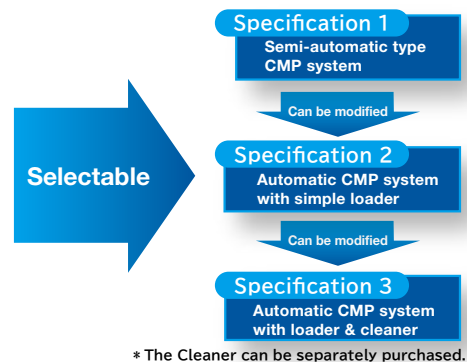 Specification 1
Semi-automatic type
CMP system
Can be modified
Selectable
Specification 2
Automatic CMP system
with simple loader
Can be modified
Specification 3
Automatic CMP system
with loader & cleaner
* The Cleaner can be separately purchased.